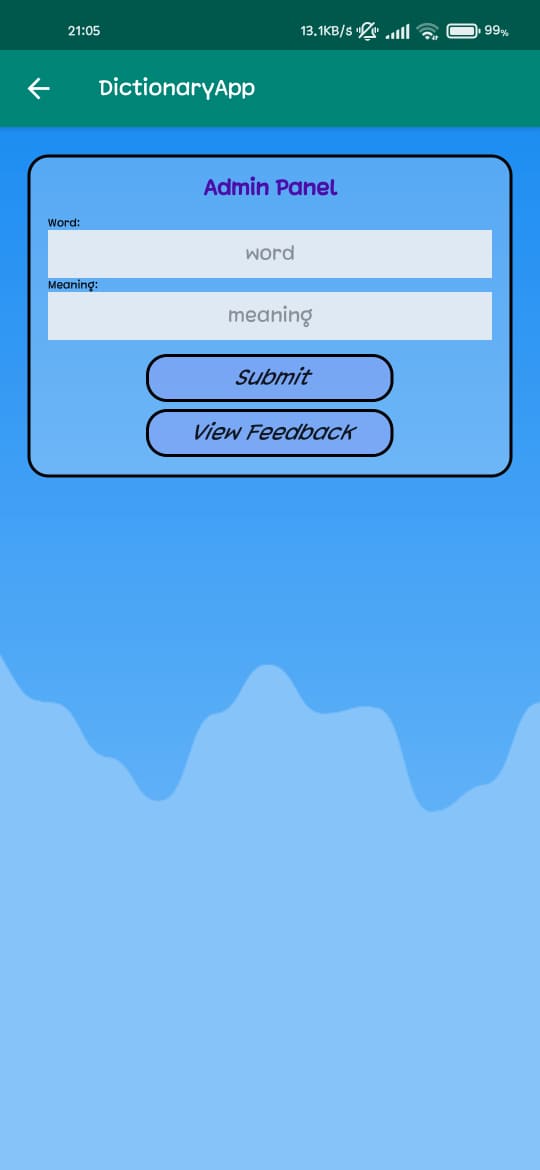 21:05 13.1KB/s 99%
DictionaryApp
Admin Panel
Word:
word
Meaning:
meaning
Submit
View Feedback